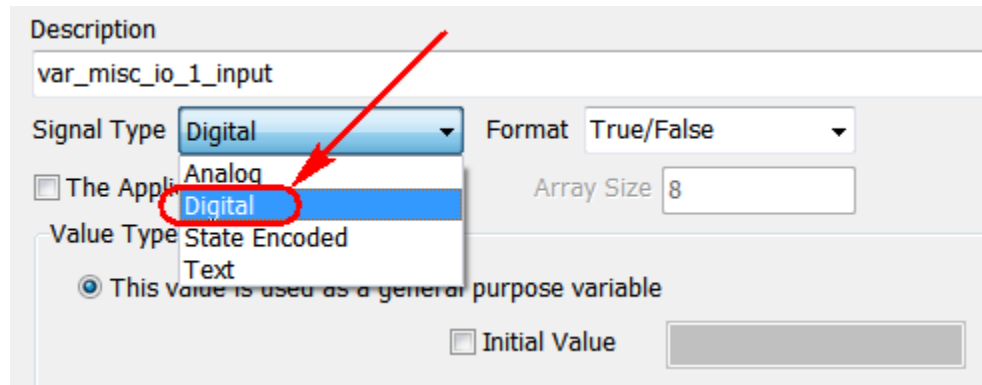 Description
var_misc_io_1_input
Signal Type Digital Format True/False
Analog
The Appli Array Size 8
Digital
Value Type State Encoded
Text
This value is used as a general purpose variable
Initial Value